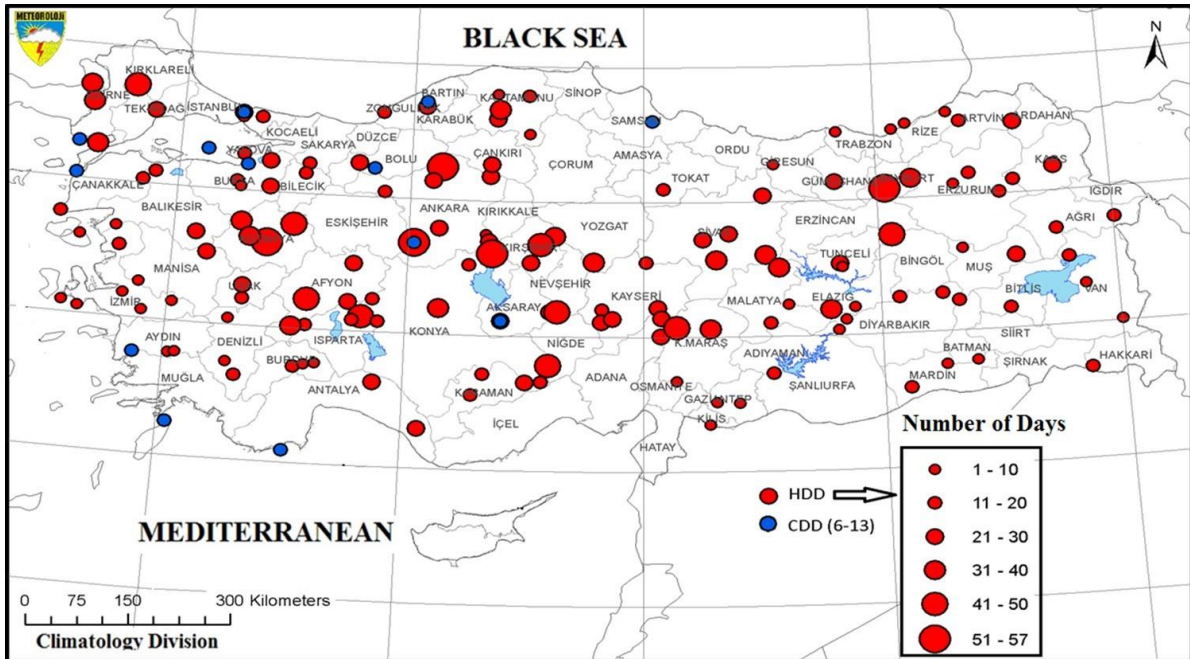 METEOROLOJİ
BLACK SEA
N
KIRKLARELİ
BARTIN
KASTAMONU
SİNOP
TEKİRDAĞ
İSTANBUL
ZONGULDAK
KARABÜK
SAMSUN
ARTVİN
ARDAHAN
KOCAELİ
DÜZCE
RİZE
YALOVA
SAKARYA
TRABZON
ORDU
BOLU
ÇANKIRI
AMASYA
GİRESUN
KARS
ÇORUM
ÇANAKKALE
BURSA
BİLECİK
TOKAT
ERZURUM
IĞDIR
BALIKESİR
ANKARA
KIRIKKALE
ESKİŞEHİR
ERZİNCAN
AĞRI
YOZGAT
SİVAS
TUNCELİ
BİNGÖL
MUŞ
MANİSA
AFYON
NEVŞEHİR
UŞAK
KAYSERİ
BİTLİS
VAN
İZMİR
MALATYA
ELAZIĞ
AKSARAY
KONYA
DİYARBAKIR
SİİRT
AYDIN
DENİZLİ
ISPARTA
NİĞDE
K.MARAŞ
BATMAN
ADIYAMAN
BURDUR
ŞIRNAK
HAKKARİ
MUĞLA
ADANA
MARDİN
ANTALYA
KARAMAN
OSMANİYE
ŞANLIURFA
GAZİANTEP
İÇEL
KİLİS
HATAY
Number of Days
1 - 10
HDD
11 - 20
CDD (6-13)
21 - 30
MEDITERRANEAN
31 - 40
41 - 50
0 75 150 300 Kilometers
51 - 57
Climatology Division